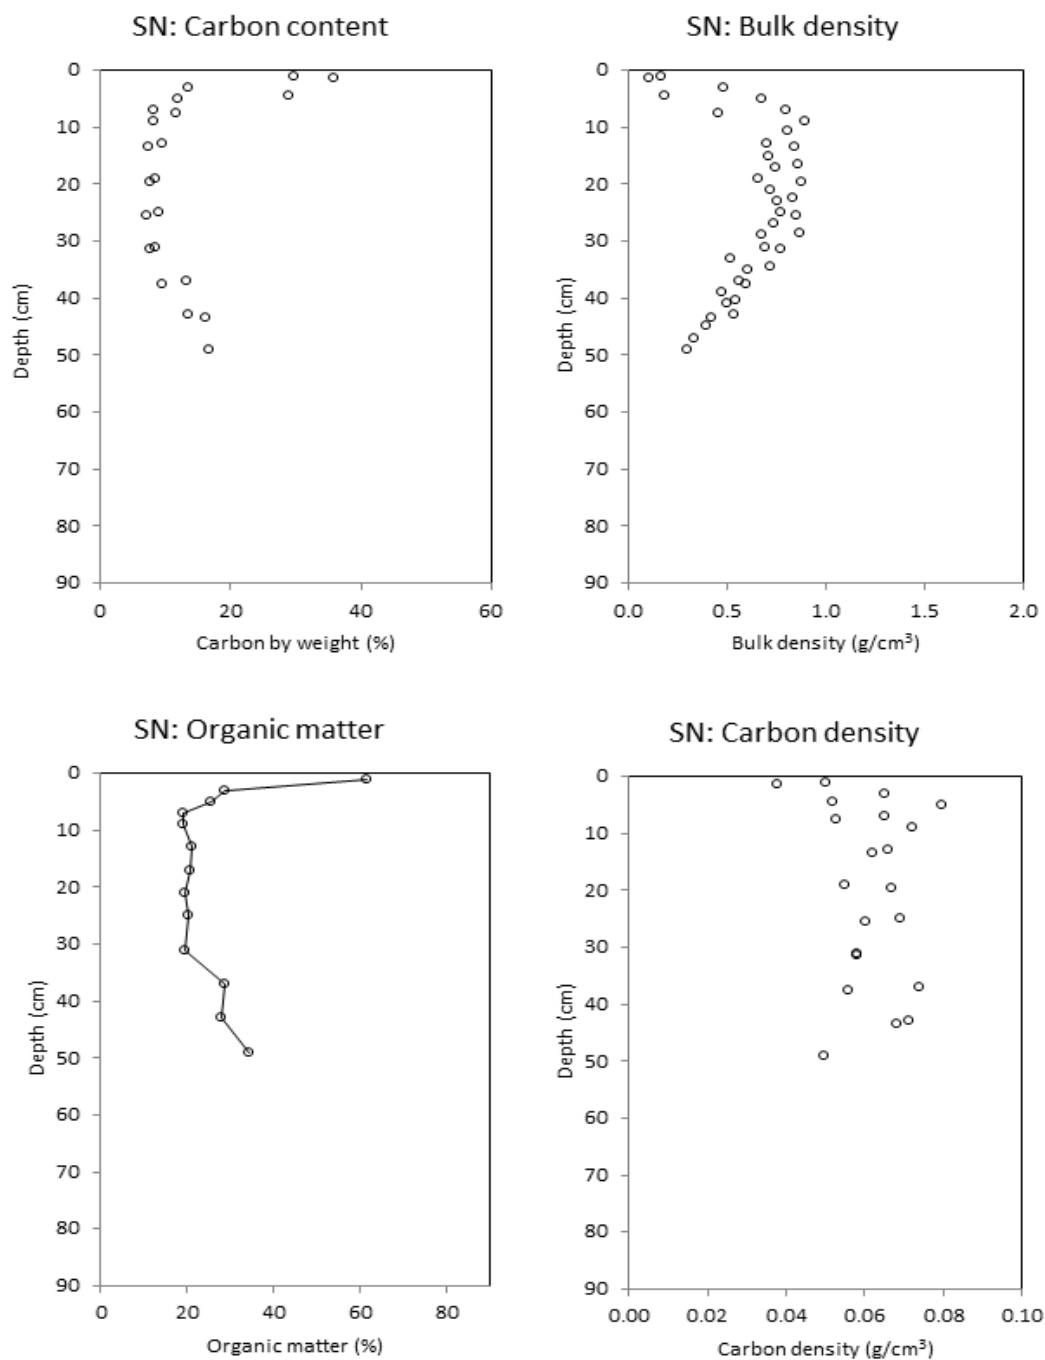 SN: Carbon content
0
10
20
30
40
50
60
70
80
90
Depth (cm)
0 20 40 60
Carbon by weight (%)
SN: Bulk density
0
10
20
30
40
50
60
70
80
90
Depth (cm)
0.0 0.5 1.0 1.5 2.0
Bulk density (g/cm³)
SN: Organic matter
0
10
20
30
40
50
60
70
80
90
Depth (cm)
0 20 40 60 80
Organic matter (%)
SN: Carbon density
0
10
20
30
40
50
60
70
80
90
Depth (cm)
0.00 0.02 0.04 0.06 0.08 0.10
Carbon density (g/cm³)